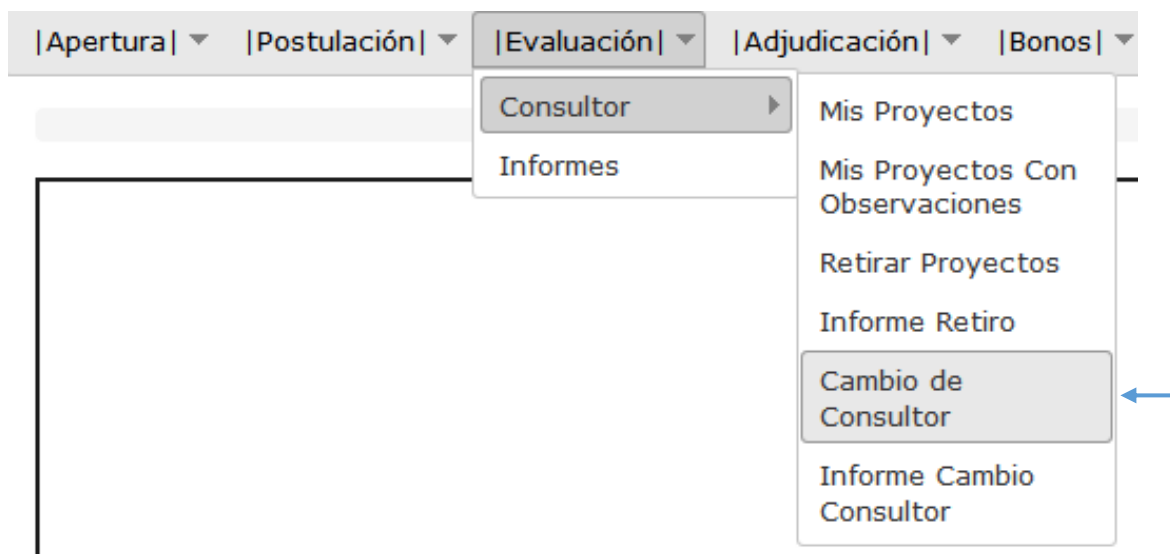 |Apertura| |Postulación| |Evaluación| |Adjudicación| |Bonos|
Consultor
Informes
Mis Proyectos
Mis Proyectos Con
Observaciones
Retirar Proyectos
Informe Retiro
Cambio de
Consultor
Informe Cambio
Consultor